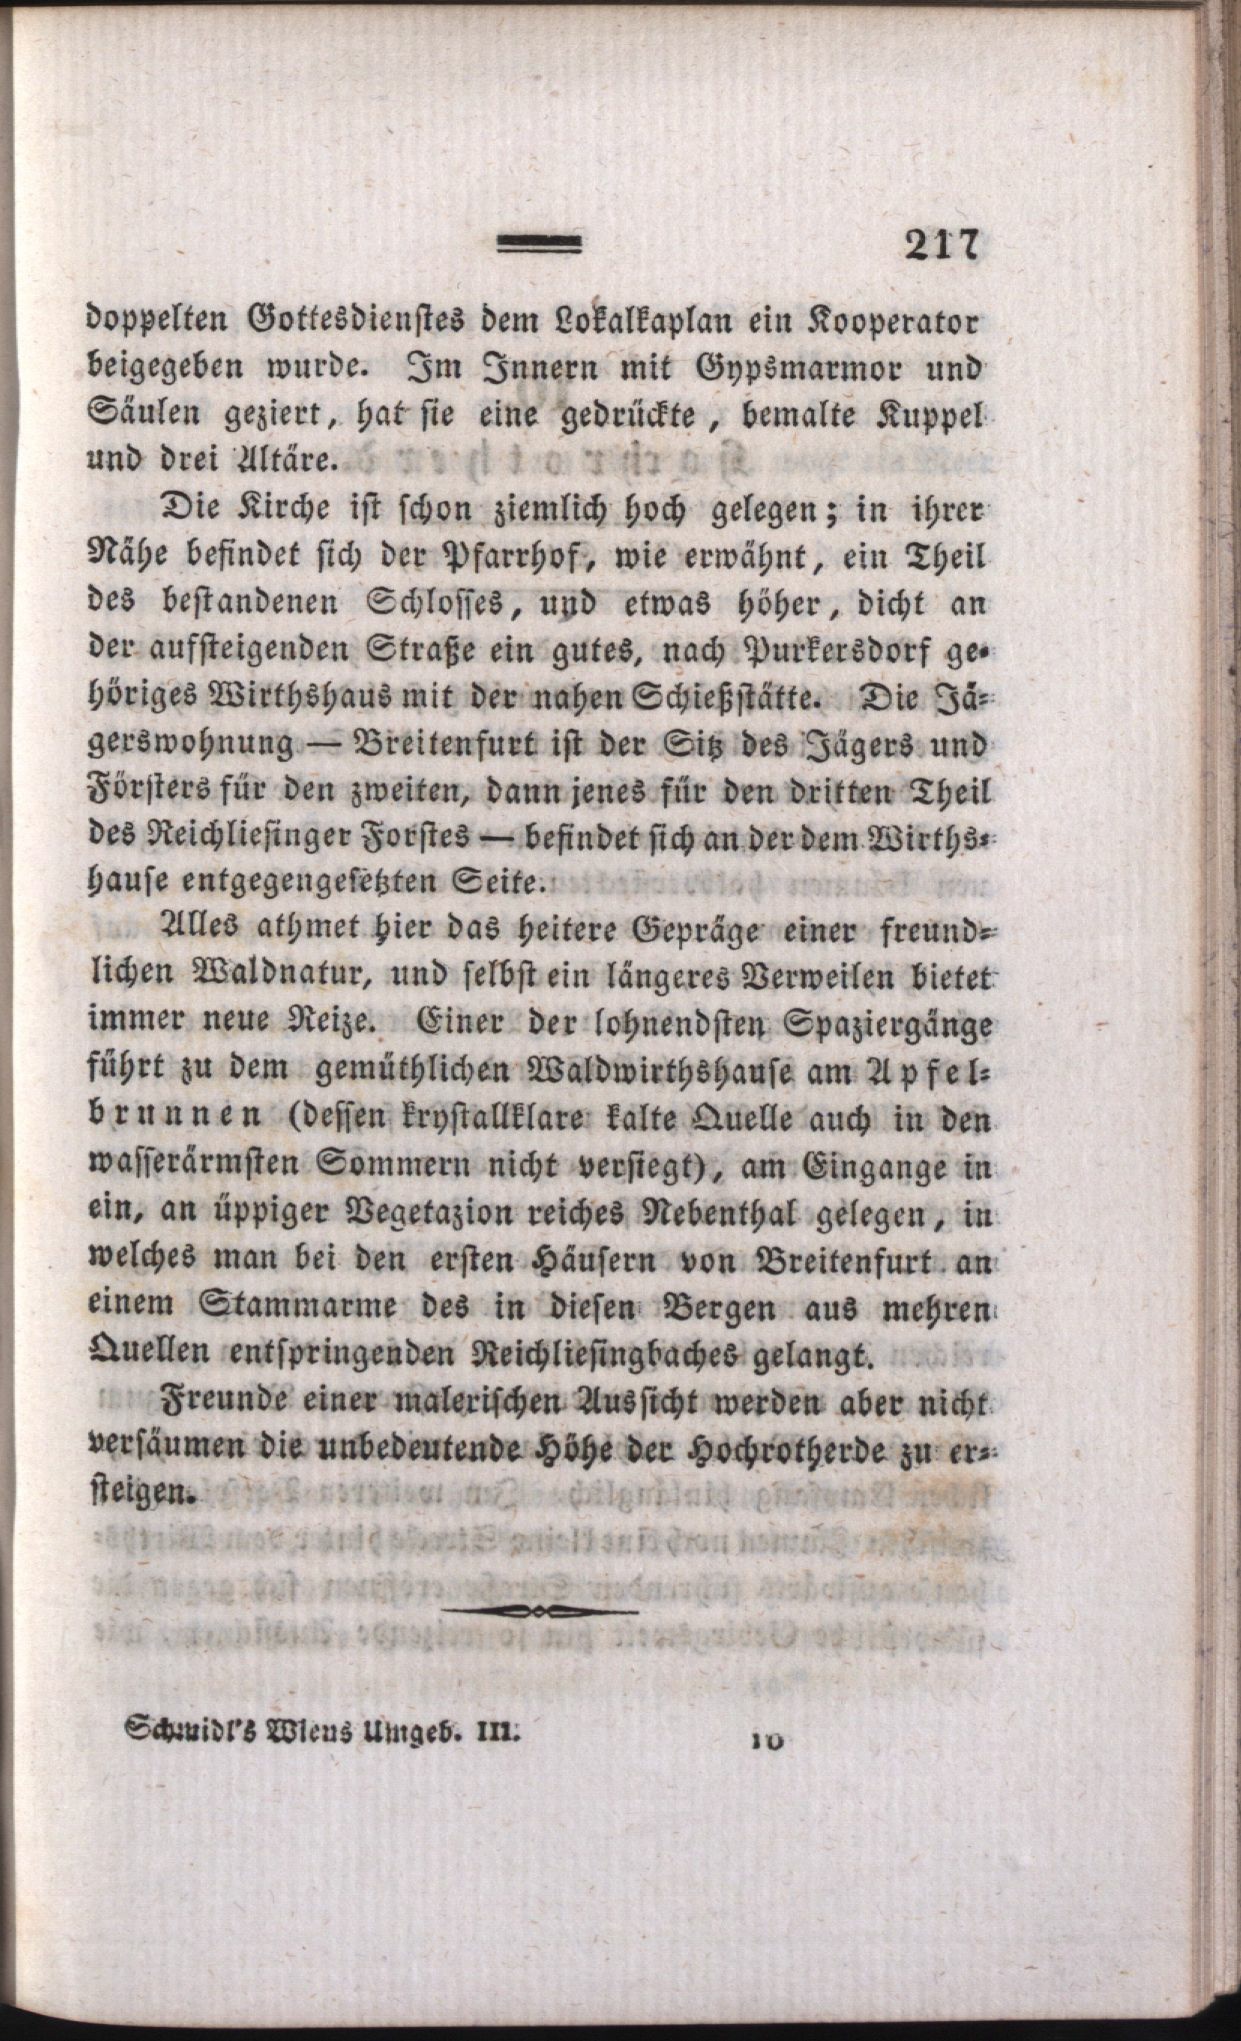 217
doppelten Gottesdienstes dem Lokalkaplan ein Kooperator
beigegeben wurde. Im Innern mit Gypsmarmor und
Säulen geziert, hat sie eine gedrückte, bemalte Kuppel
und drei Altäre.
Die Kirche ist schon ziemlich hoch gelegen; in ihrer
Nähe befindet sich der Pfarrhof, wie erwähnt, ein Theil
des bestandenen Schlosses, und etwas höher, dicht an
der aufsteigenden Straße ein gutes, nach Purkersdorf ge-
höriges Wirthshaus mit der nahen Schießstätte. Die Jä-
gerswohnung — Breitenfurt ist der Sitz des Jägers und
Försters für den zweiten, dann jenes für den dritten Theil
des Reichliesinger Forstes — befindet sich an der dem Wirths-
hause entgegengesetzten Seite.
Alles athmet hier das heitere Gepräge einer freund-
lichen Waldnatur, und selbst ein längeres Verweilen bietet
immer neue Reize. Einer der lohnendsten Spaziergänge
führt zu dem gemüthlichen Waldwirthshause am Apfel-
brunnen (dessen krystallklare kalte Quelle auch in den
wasserärmsten Sommern nicht versiegt), am Eingange in
ein, an üppiger Vegetazion reiches Nebenthal gelegen, in
welches man bei den ersten Häusern von Breitenfurt an
einem Stammarme des in diesen Bergen aus mehren
Quellen entspringenden Reichliesingbaches gelangt.
Freunde einer malerischen Aussicht werden aber nicht
versäumen die unbedeutende Höhe der Hochrotherde zu er-
steigen.
Schmidl's Wiens Umgeb. III. 10